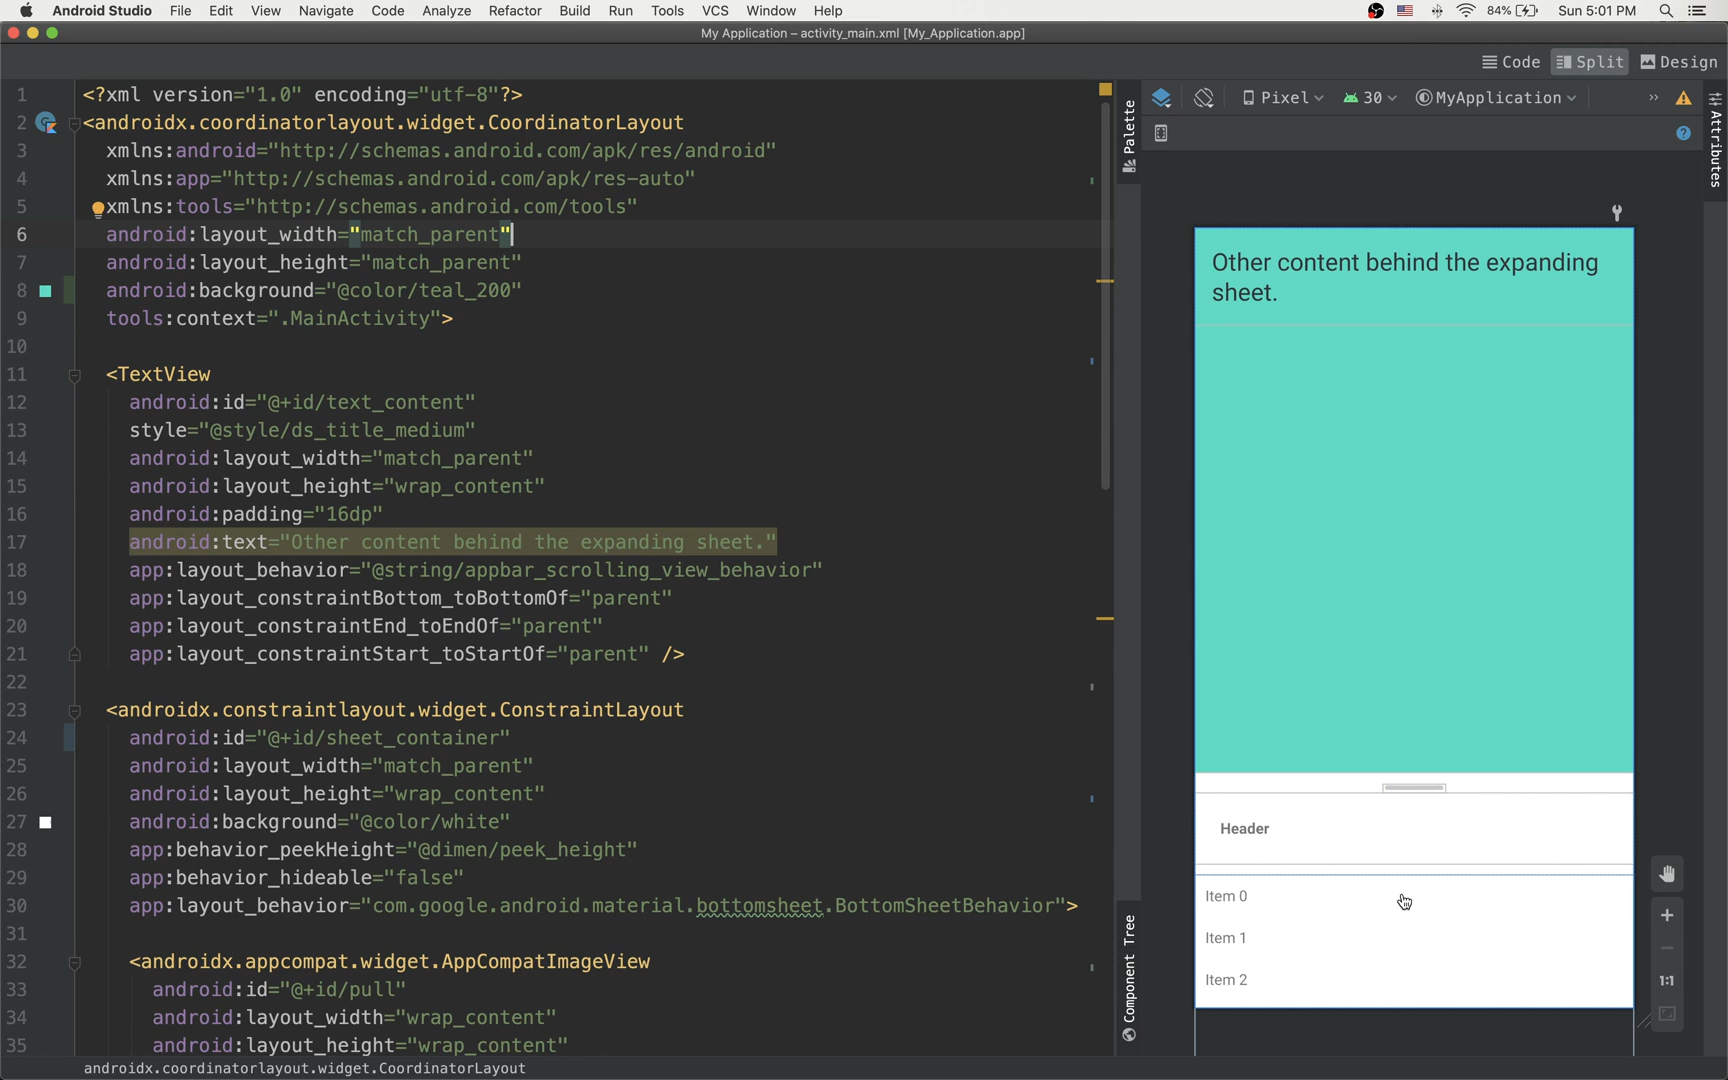 Android Studio File Edit View Navigate Code Analyze Refactor Build Run Tools VCS Window Help 84% Sun 5:01 PM
My Application – activity_main.xml [My_Application.app]
Code Split Design
Palette
Pixel 30 MyApplication
Attributes
1 <?xml version="1.0" encoding="utf-8"?>
2 <androidx.coordinatorlayout.widget.CoordinatorLayout
3 xmlns:android="http://schemas.android.com/apk/res/android"
4 xmlns:app="http://schemas.android.com/apk/res-auto"
5 xmlns:tools="http://schemas.android.com/tools"
6 android:layout_width="match_parent"
7 android:layout_height="match_parent"
8 android:background="@color/teal_200"
9 tools:context=".MainActivity">
10
11 <TextView
12 android:id="@+id/text_content"
13 style="@style/ds_title_medium"
14 android:layout_width="match_parent"
15 android:layout_height="wrap_content"
16 android:padding="16dp"
17 android:text="Other content behind the expanding sheet."
18 app:layout_behavior="@string/appbar_scrolling_view_behavior"
19 app:layout_constraintBottom_toBottomOf="parent"
20 app:layout_constraintEnd_toEndOf="parent"
21 app:layout_constraintStart_toStartOf="parent" />
22
23 <androidx.constraintlayout.widget.ConstraintLayout
24 android:id="@+id/sheet_container"
25 android:layout_width="match_parent"
26 android:layout_height="wrap_content"
27 android:background="@color/white"
28 app:behavior_peekHeight="@dimen/peek_height"
29 app:behavior_hideable="false"
30 app:layout_behavior="com.google.android.material.bottomsheet.BottomSheetBehavior">
31
32 <androidx.appcompat.widget.AppCompatImageView
33 android:id="@+id/pull"
34 android:layout_width="wrap_content"
35 android:layout_height="wrap_content"
androidx.coordinatorlayout.widget.CoordinatorLayout
Component Tree
Other content behind the expanding
sheet.
Header
Item 0
Item 1
Item 2
1:1